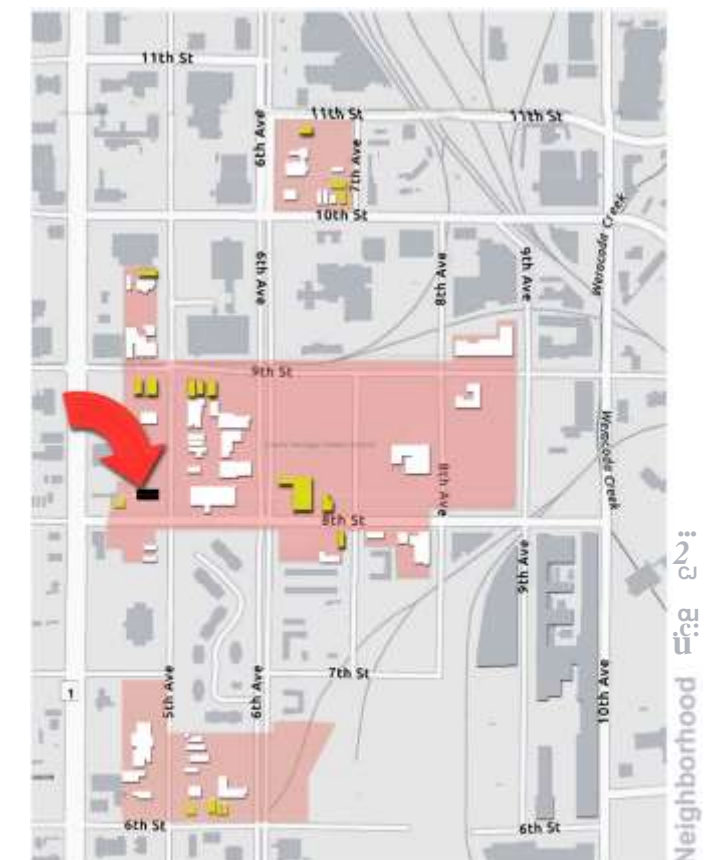 11th St
11th St
11th St
6th Ave
7th Ave
10th St
Weracoda Creek
6th Ave
8th Ave
9th Ave
9th St
8th Ave
Weracoda Creek
8th St
9th Ave
7th St
1
5th Ave
6th Ave
10th Ave
6th St
6th St
Neighborhood